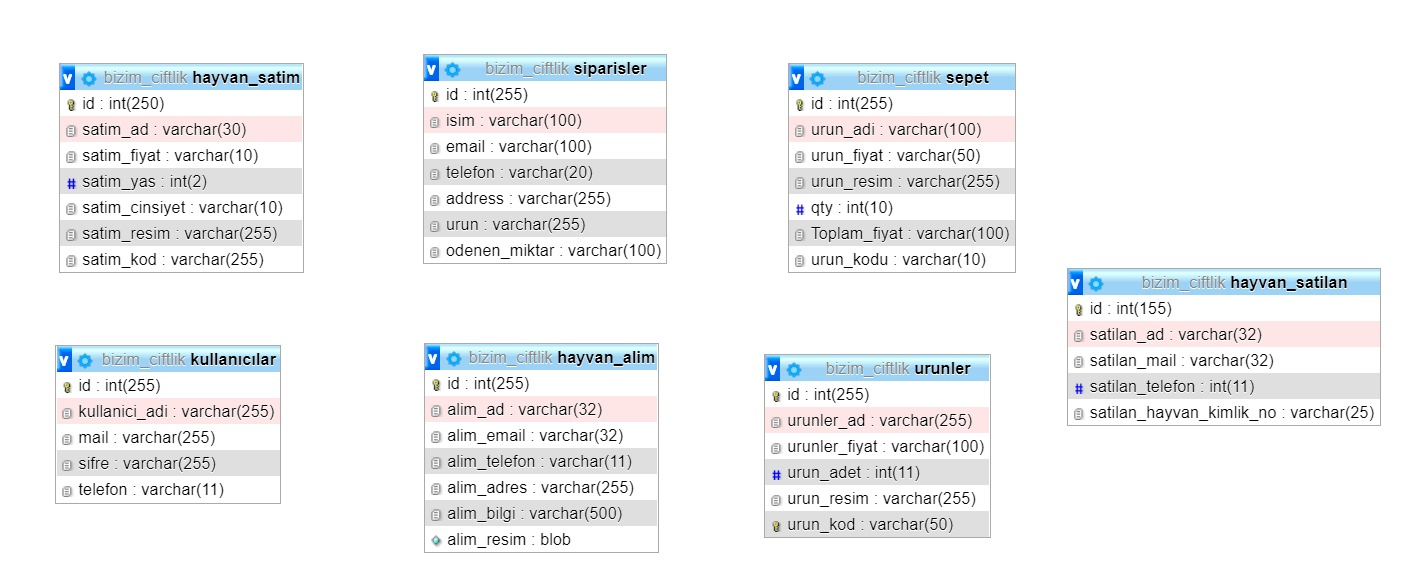 v bizim_ciftlik hayvan_satim
id : int(250)
satim_ad : varchar(30)
satim_fiyat : varchar(10)
# satim_yas : int(2)
satim_cinsiyet : varchar(10)
satim_resim : varchar(255)
satim_kod : varchar(255)
v bizim_ciftlik siparisler
id : int(255)
isim : varchar(100)
email : varchar(100)
telefon : varchar(20)
address : varchar(255)
urun : varchar(255)
odenen_miktar : varchar(100)
v bizim_ciftlik sepet
id : int(255)
urun_adi : varchar(100)
urun_fiyat : varchar(50)
urun_resim : varchar(255)
# qty : int(10)
Toplam_fiyat : varchar(100)
urun_kodu : varchar(10)
v bizim_ciftlik hayvan_satilan
id : int(155)
satilan_ad : varchar(32)
satilan_mail : varchar(32)
# satilan_telefon : int(11)
satilan_hayvan_kimlik_no : varchar(25)
v bizim_ciftlik kullanıcılar
id : int(255)
kullanici_adi : varchar(255)
mail : varchar(255)
sifre : varchar(255)
telefon : varchar(11)
v bizim_ciftlik hayvan_alim
id : int(255)
alim_ad : varchar(32)
alim_email : varchar(32)
alim_telefon : varchar(11)
alim_adres : varchar(255)
alim_bilgi : varchar(500)
alim_resim : blob
v bizim_ciftlik urunler
id : int(255)
urunler_ad : varchar(255)
urunler_fiyat : varchar(100)
# urun_adet : int(11)
urun_resim : varchar(255)
urun_kod : varchar(50)